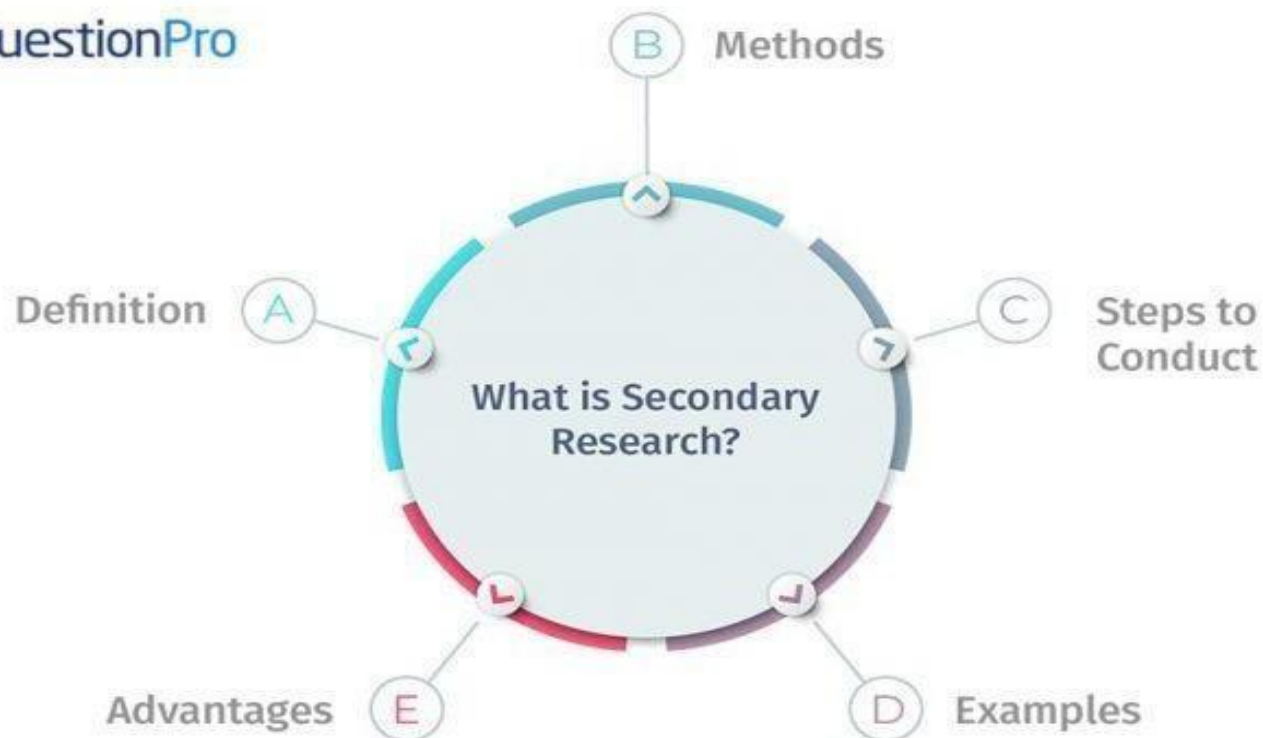 uestionPro
B Methods
Definition A
C Steps to
Conduct
What is Secondary
Research?
Advantages E
D Examples